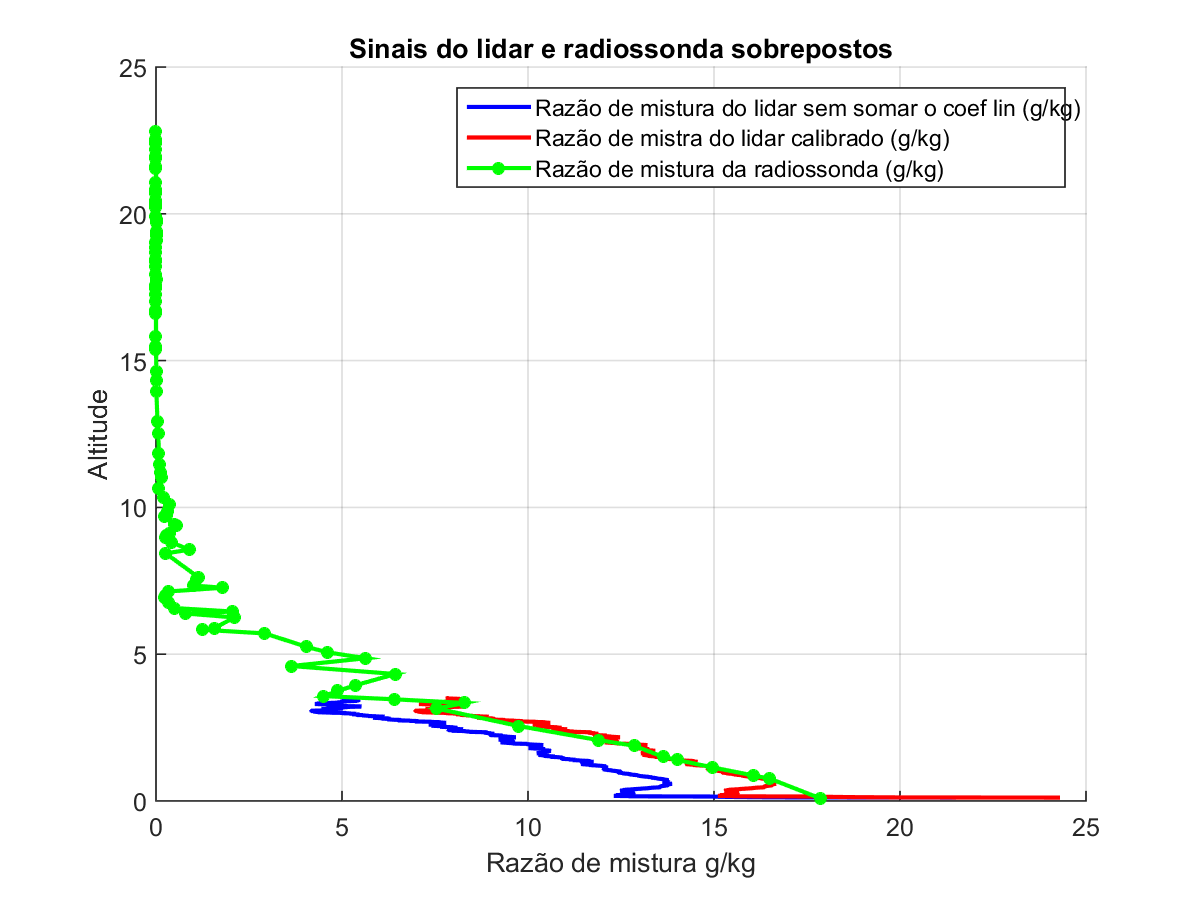 Sinais do lidar e radiossonda sobrepostos
Razão de mistura do lidar sem somar o coef lin (g/kg)
Razão de mistra do lidar calibrado (g/kg)
Razão de mistura da radiossonda (g/kg)
25
20
15
10
5
0
Altitude
0 5 10 15 20 25
Razão de mistura g/kg